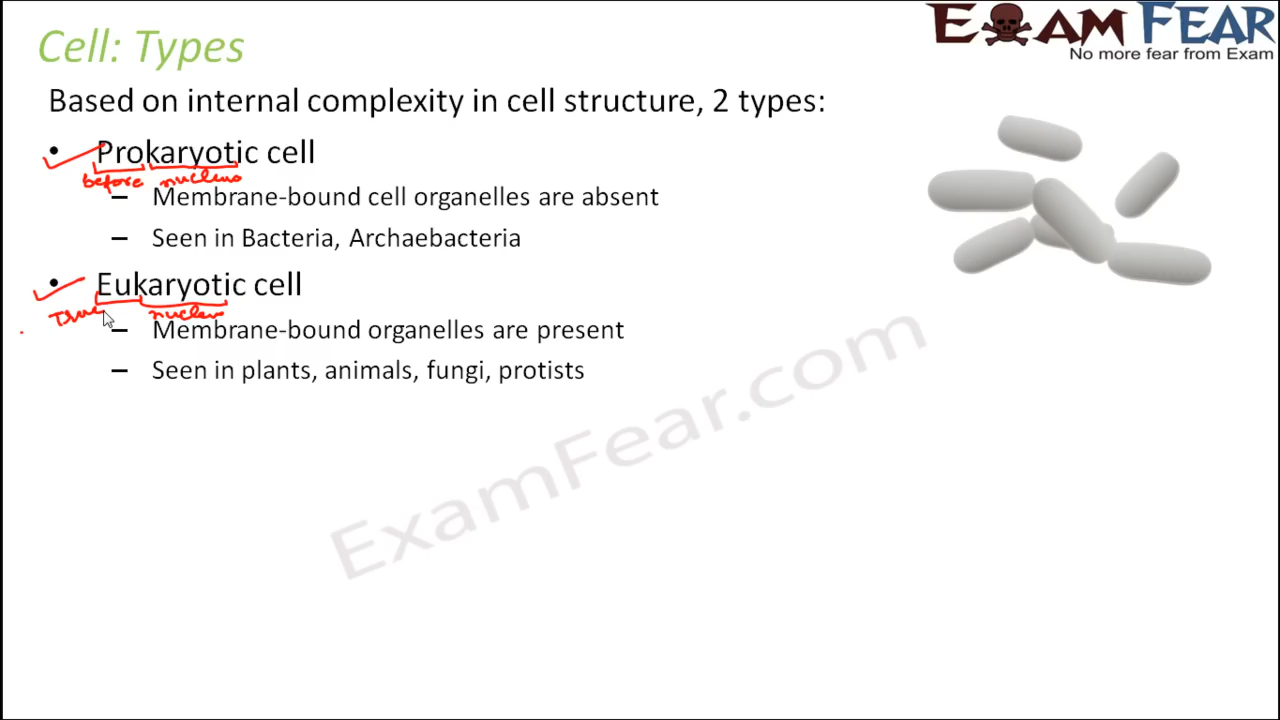 Cell: Types
EXAM FEAR
No more fear from Exam
Based on internal complexity in cell structure, 2 types:
• Prokaryotic cell
before nucleus
– Membrane-bound cell organelles are absent
– Seen in Bacteria, Archaebacteria
• Eukaryotic cell
True nucleus
– Membrane-bound organelles are present
– Seen in plants, animals, fungi, protists
ExamFear.com